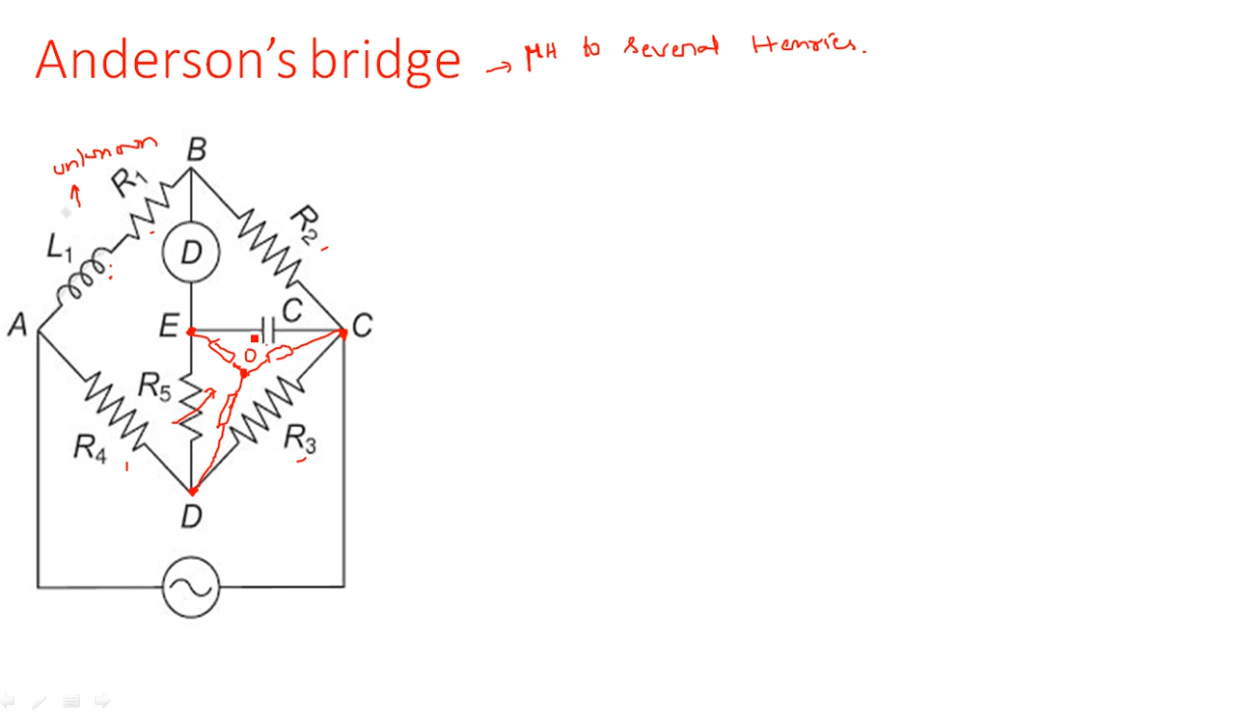 Anderson's bridge → μH to several Henries.
unknown
B
R1
R2
L1
D
C
A
E
C
O
R5
R4
R3
D